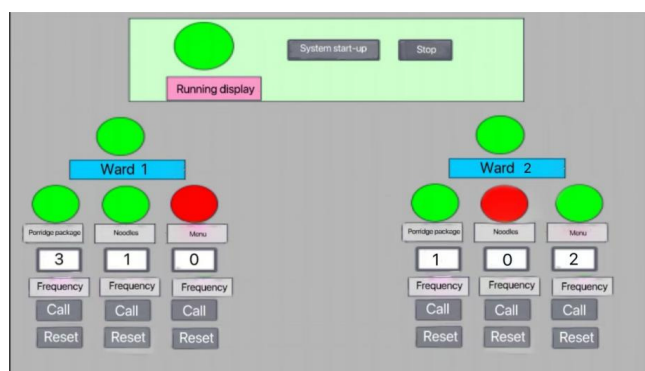 System start-up Stop
Running display
Ward 1
Ward 2
Porridge package Noodles Menu
Porridge package Noodles Menu
3 1 0
1 0 2
Frequency Frequency Frequency
Frequency Frequency Frequency
Call Call Call
Call Call Call
Reset Reset Reset
Reset Reset Reset